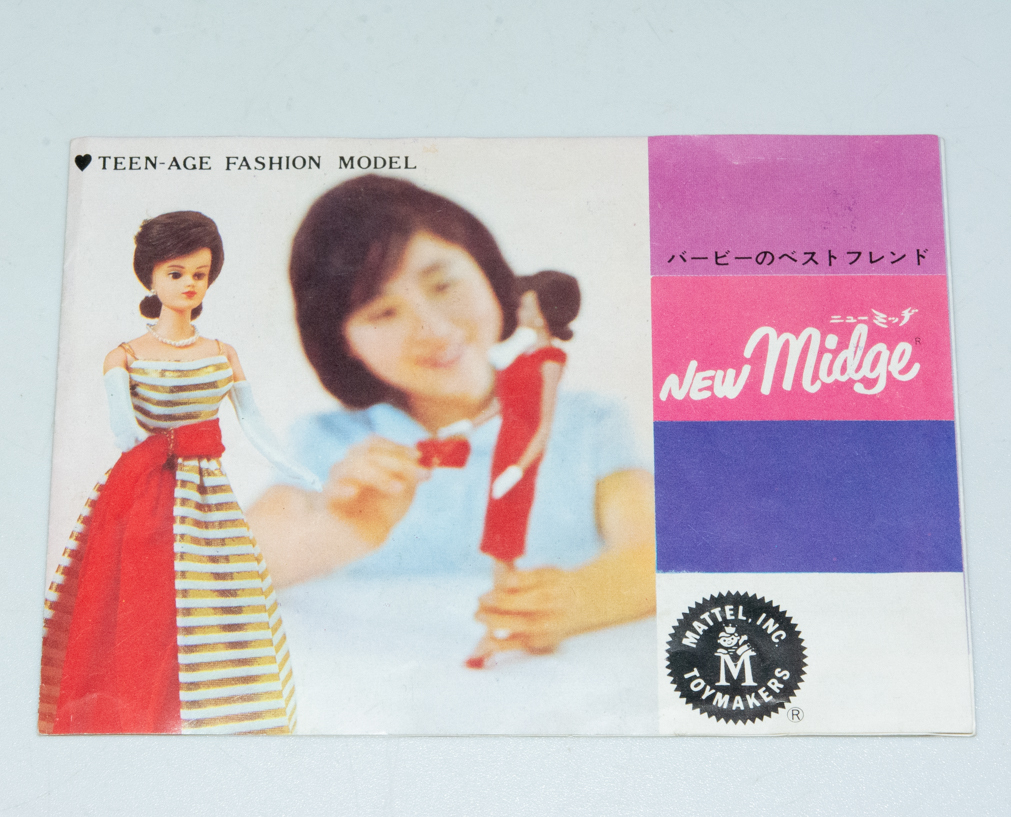 ♥ TEEN-AGE FASHION MODEL
バービーのベストフレンド
ニューミッヂ
NEW Midge®
MATTEL, INC.
M
TOYMAKERS
®